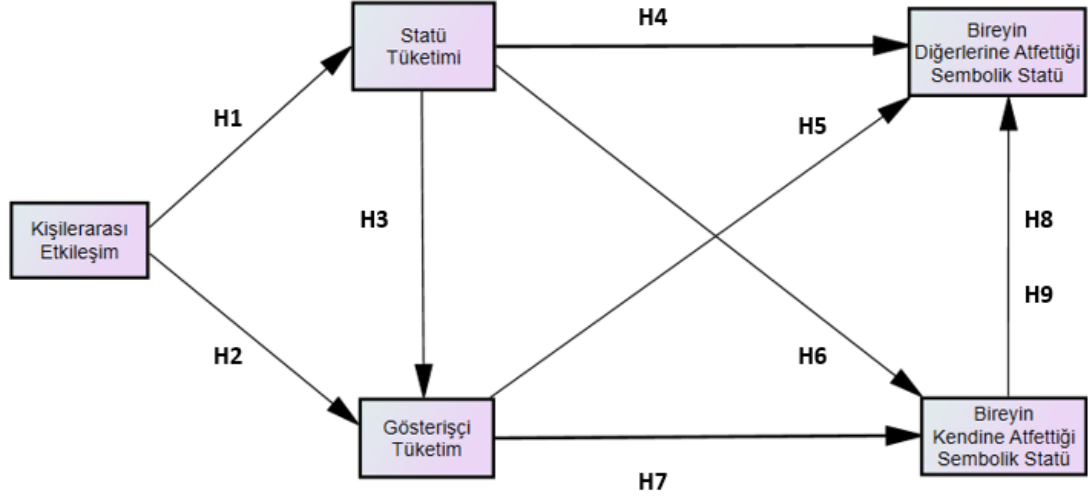 H4
Statü
Tüketimi
Bireyin
Diğerlerine Atfettiği
Sembolik Statü
H1
H5
Kişilerarası
Etkileşim
H3
H8
H9
H2
H6
Gösterişçi
Tüketim
Bireyin
Kendine Atfettiği
Sembolik Statü
H7